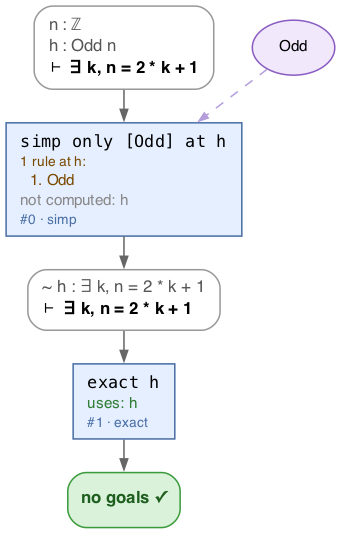 n : ℤ
h : Odd n
⊢ ∃ k, n = 2 * k + 1
Odd
simp only [Odd] at h
1 rule at h:
1. Odd
not computed: h
#0 · simp
~ h : ∃ k, n = 2 * k + 1
⊢ ∃ k, n = 2 * k + 1
exact h
uses: h
#1 · exact
no goals ✓